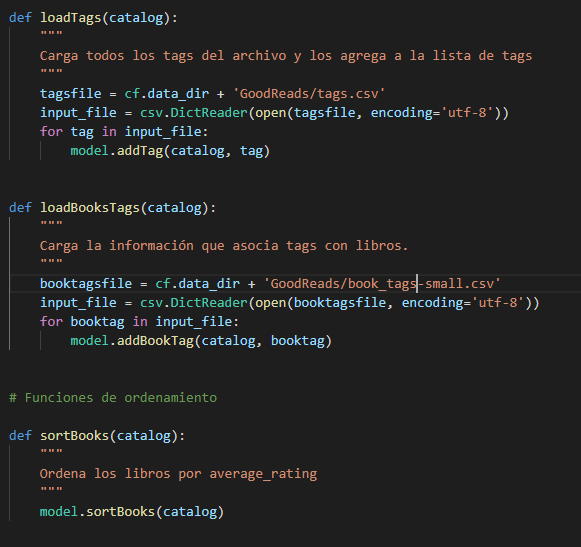 def loadTags(catalog):
    """
    Carga todos los tags del archivo y los agrega a la lista de tags
    """
    tagsfile = cf.data_dir + 'GoodReads/tags.csv'
    input_file = csv.DictReader(open(tagsfile, encoding='utf-8'))
    for tag in input_file:
        model.addTag(catalog, tag)
def loadBooksTags(catalog):
    """
    Carga la información que asocia tags con libros.
    """
    booktagsfile = cf.data_dir + 'GoodReads/book_tags-small.csv'
    input_file = csv.DictReader(open(booktagsfile, encoding='utf-8'))
    for booktag in input_file:
        model.addBookTag(catalog, booktag)
# Funciones de ordenamiento
def sortBooks(catalog):
    """
    Ordena los libros por average_rating
    """
    model.sortBooks(catalog)